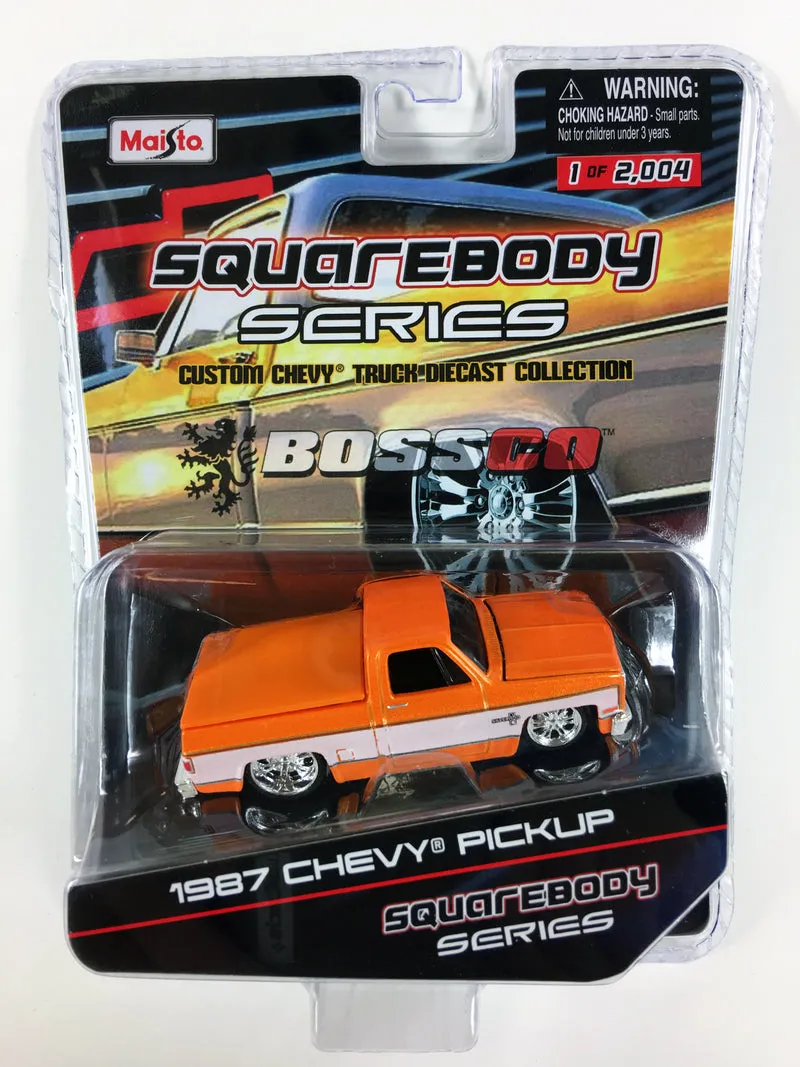 Maisto
WARNING:
CHOKING HAZARD - Small parts.
Not for children under 3 years.
1 OF 2,004
SQUAREBODY
SERIES
CUSTOM CHEVY® TRUCK DIECAST COLLECTION
BOSSCO™
1987 CHEVY® PICKUP
SQUAREBODY
SERIES